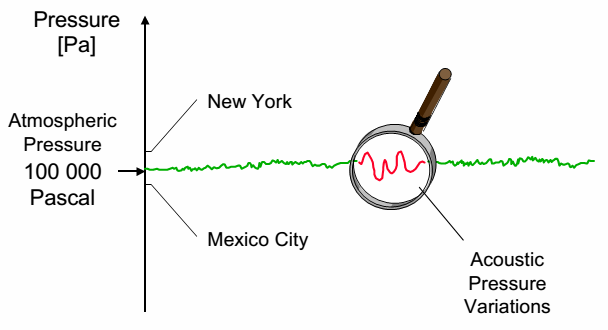 Pressure
[Pa]
New York
Atmospheric
Pressure
100 000
Pascal
Mexico City
Acoustic
Pressure
Variations